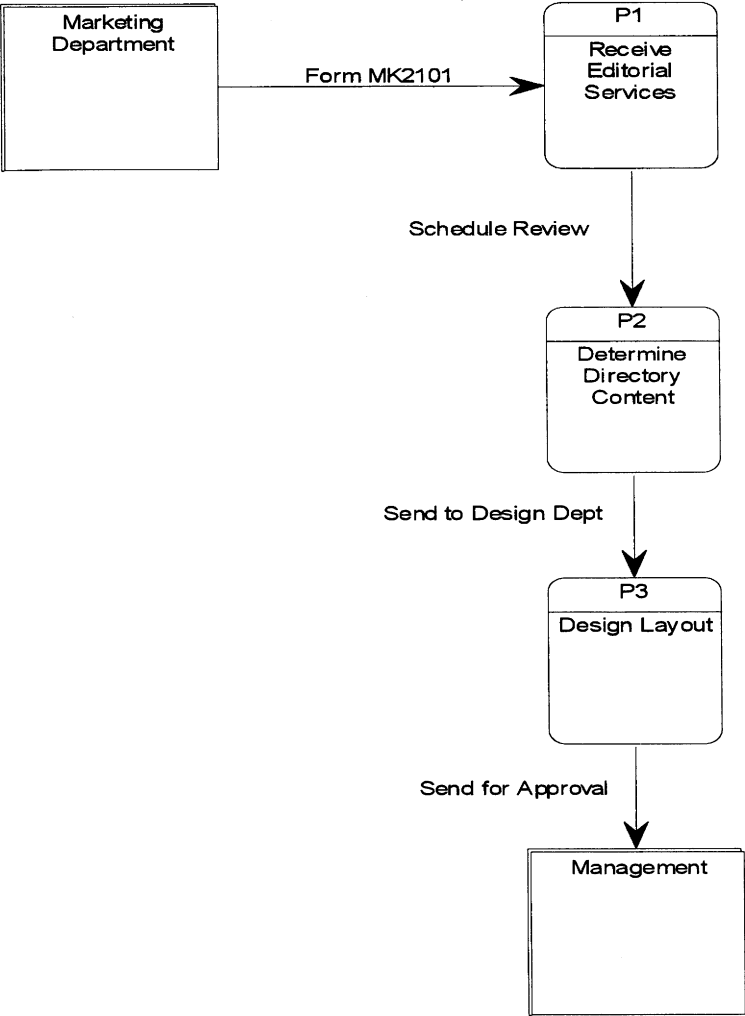 Marketing
Department
Form MK2101
P1
Receive
Editorial
Services
Schedule Review
P2
Determine
Directory
Content
Send to Design Dept
P3
Design Layout
Send for Approval
Management